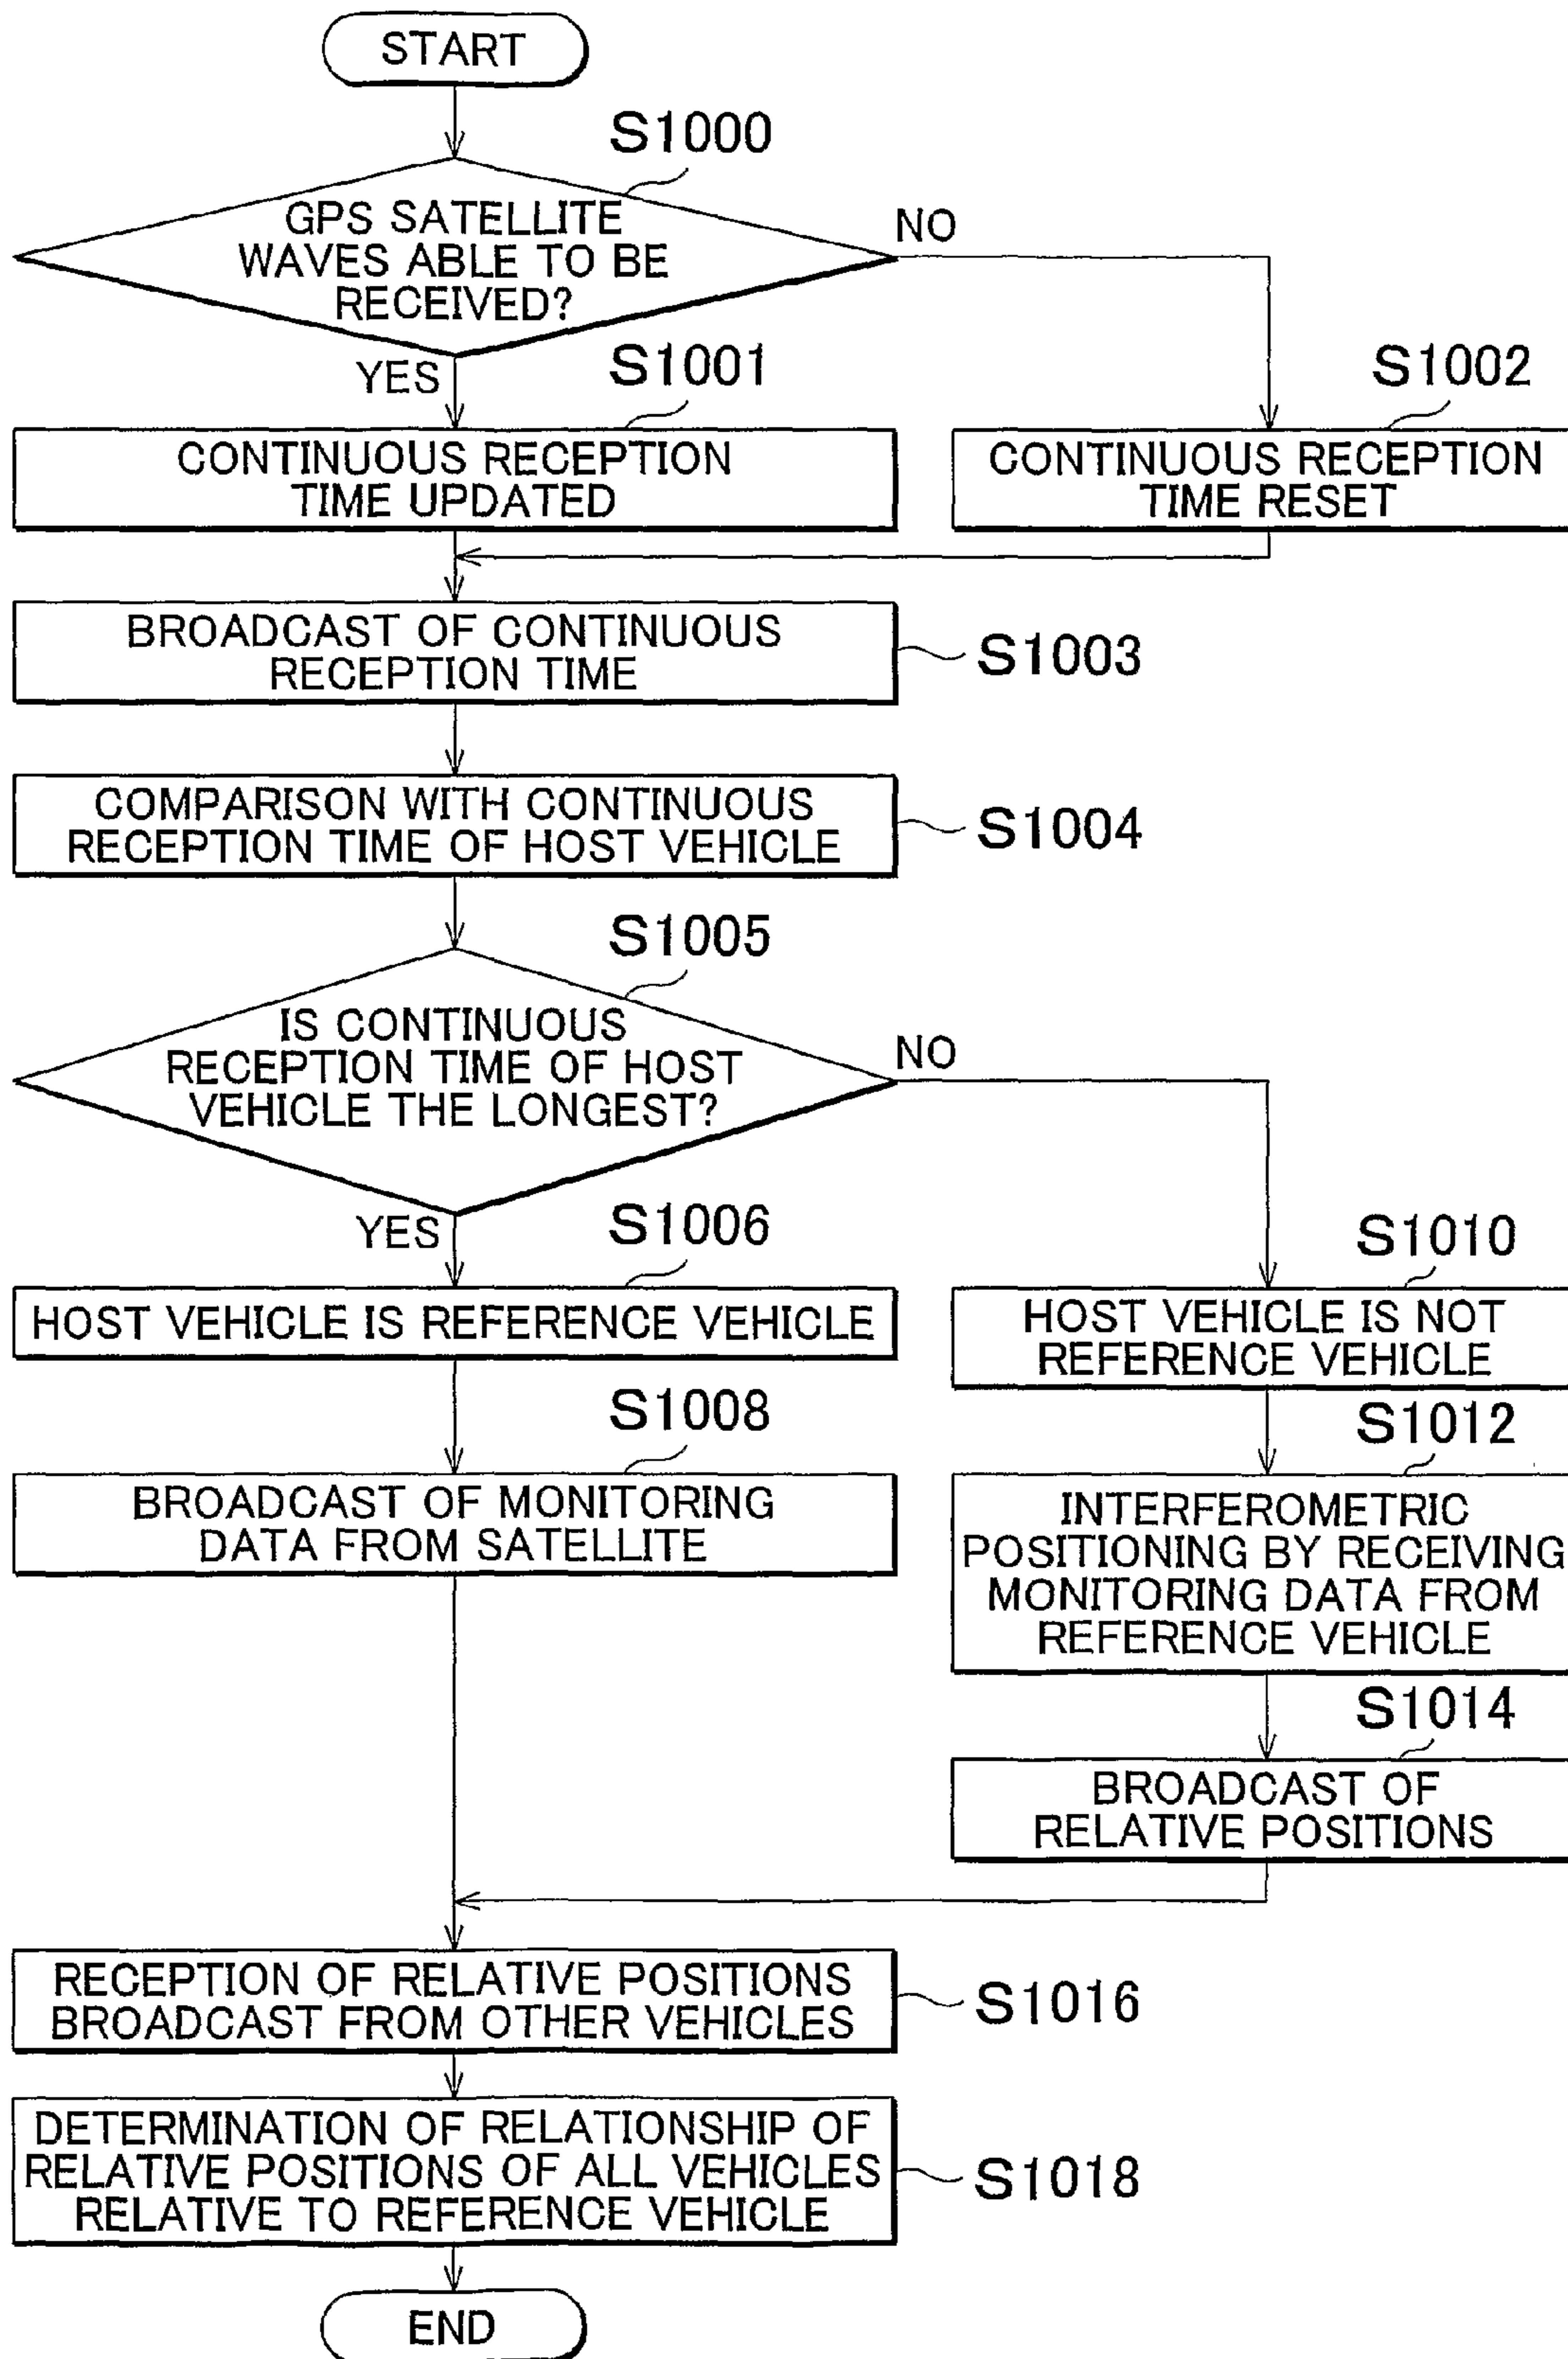 START
S1000
GPS SATELLITE
WAVES ABLE TO BE
RECEIVED?
NO
YES
S1001
S1002
CONTINUOUS RECEPTION
TIME UPDATED
CONTINUOUS RECEPTION
TIME RESET
BROADCAST OF CONTINUOUS
RECEPTION TIME
S1003
COMPARISON WITH CONTINUOUS
RECEPTION TIME OF HOST VEHICLE
S1004
S1005
IS CONTINUOUS
RECEPTION TIME OF HOST
VEHICLE THE LONGEST?
NO
YES
S1006
S1010
HOST VEHICLE IS REFERENCE VEHICLE
HOST VEHICLE IS NOT
REFERENCE VEHICLE
S1008
S1012
BROADCAST OF MONITORING
DATA FROM SATELLITE
INTERFEROMETRIC
POSITIONING BY RECEIVING
MONITORING DATA FROM
REFERENCE VEHICLE
S1014
BROADCAST OF
RELATIVE POSITIONS
RECEPTION OF RELATIVE POSITIONS
BROADCAST FROM OTHER VEHICLES
S1016
DETERMINATION OF RELATIONSHIP OF
RELATIVE POSITIONS OF ALL VEHICLES
RELATIVE TO REFERENCE VEHICLE
S1018
END